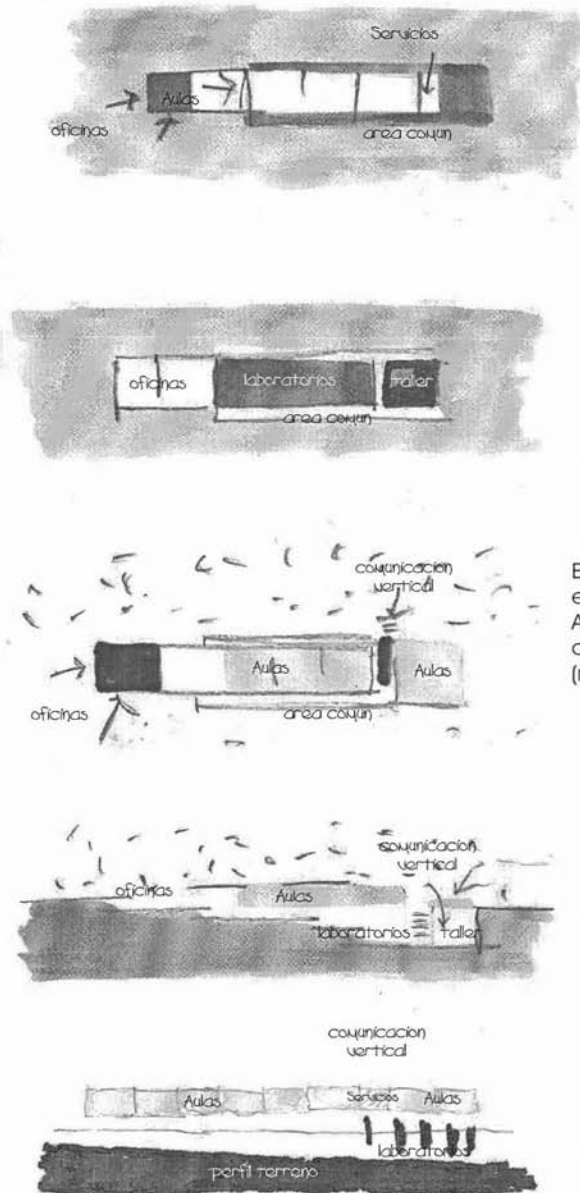 Servicios
Aulas
oficinas
area comun
oficinas
laboratorios
taller
area comun
comunicacion
vertical
Aulas
Aulas
oficinas
area comun
comunicacion
vertical
oficinas
Aulas
laboratorios
taller
comunicacion
vertical
Aulas
Servicios
Aulas
laboratorios
perfil terreno